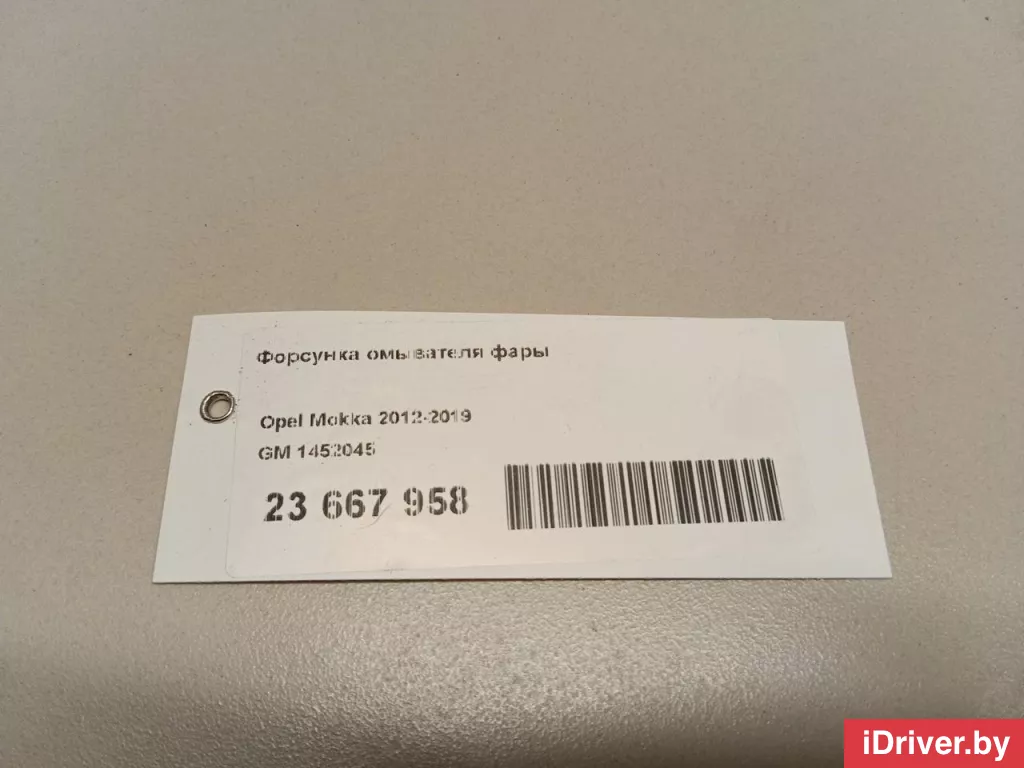 Форсунка омывателя фары
Opel Mokka 2012-2019
GM 1452045
23 667 958
iDriver.by